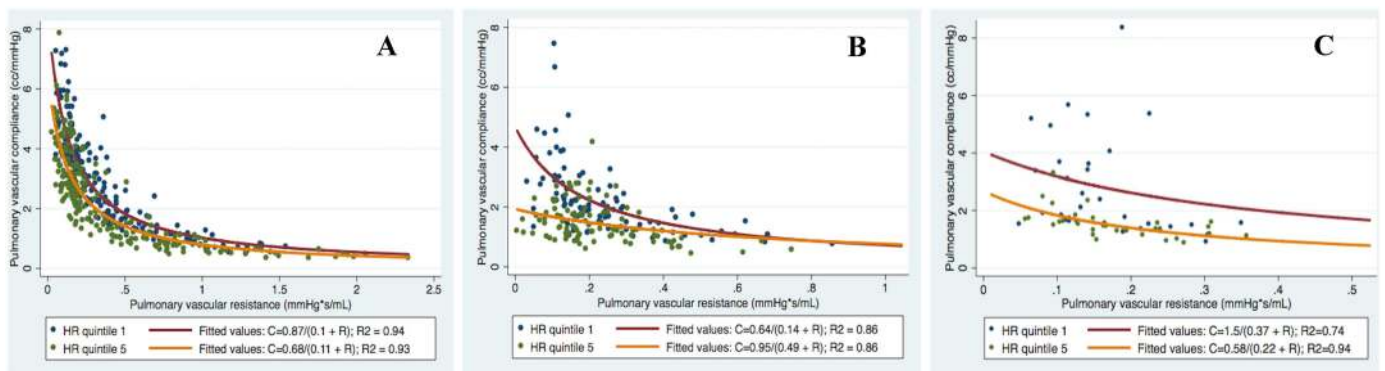 A
Pulmonary vascular compliance (cc/mmHg)
8
6
4
2
0
0 .5 1 1.5 2 2.5
Pulmonary vascular resistance (mmHg*s/mL)
HR quintile 1 Fitted values: C=0.87/(0.1 + R); R2 = 0.94
HR quintile 5 Fitted values: C=0.68/(0.11 + R); R2 = 0.93
B
Pulmonary vascular compliance (cc/mmHg)
8
6
4
2
0
0 .2 .4 .6 .8 1
Pulmonary vascular resistance (mmHg*s/mL)
HR quintile 1 Fitted values: C=0.64/(0.14 + R); R2 = 0.86
HR quintile 5 Fitted values: C=0.95/(0.49 + R); R2 = 0.86
C
Pulmonary vascular compliance (cc/mmHg)
8
6
4
2
0
0 .1 .2 .3 .4 .5
Pulmonary vascular resistance (mmHg*s/mL)
HR quintile 1 Fitted values: C=1.5/(0.37 + R); R2=0.74
HR quintile 5 Fitted values: C=0.58/(0.22 + R); R2=0.94